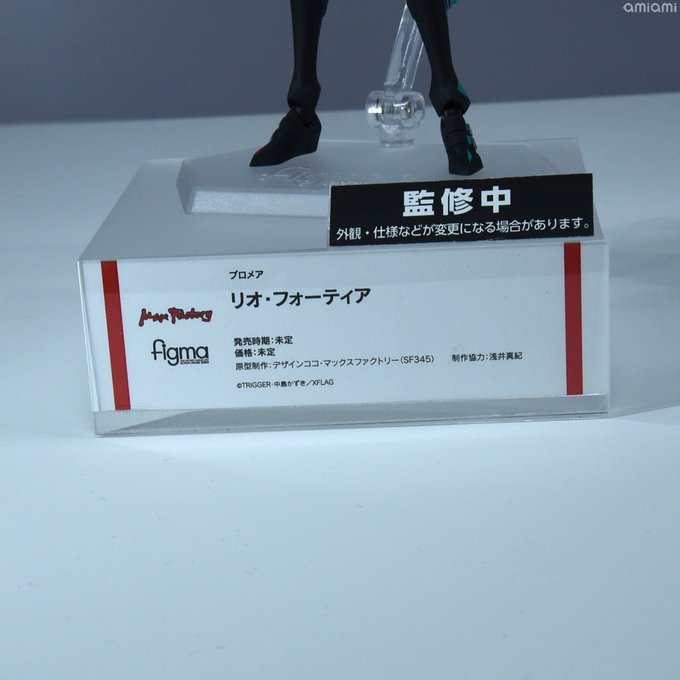 amiami
監修中
外観・仕様などが変更になる場合があります。
プロメア
リオ・フォーティア
Max Factory
figma
発売時期：未定
価格：未定
原型制作：デザインココ・マックスファクトリー（SF345） 制作協力：浅井真紀
©TRIGGER・中島かずき／XFLAG